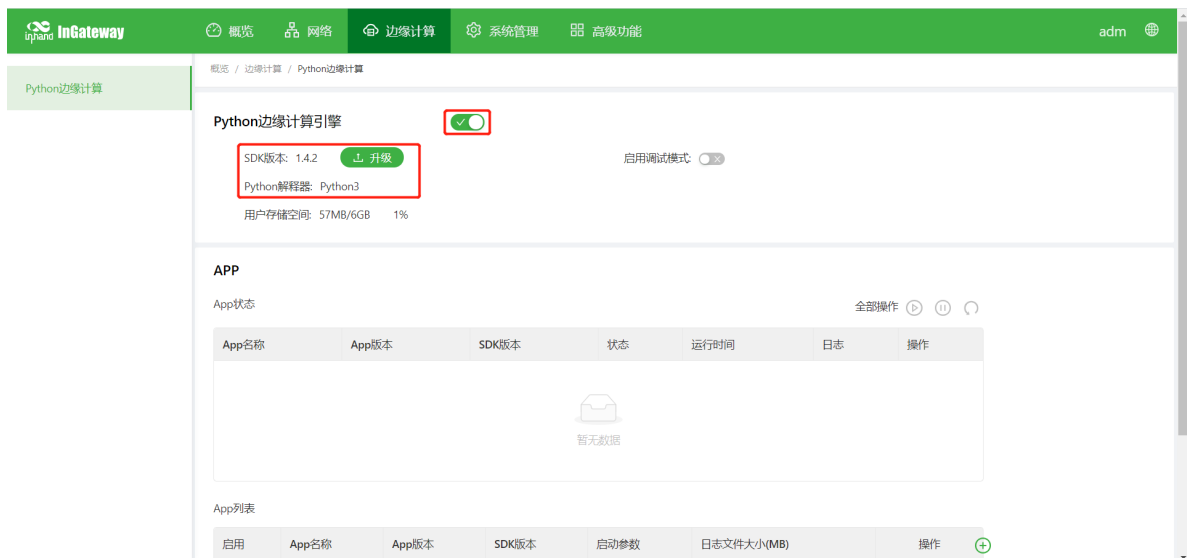 inhand InGateway 概览 网络 边缘计算 系统管理 高级功能 adm
Python边缘计算
概览 / 边缘计算 / Python边缘计算
Python边缘计算引擎
SDK版本: 1.4.2 升级 启用调试模式:
Python解释器: Python3
用户存储空间: 57MB/6GB 1%
APP
App状态 全部操作
App名称 App版本 SDK版本 状态 运行时间 日志 操作
暂无数据
App列表
启用 App名称 App版本 SDK版本 启动参数 日志文件大小(MB) 操作